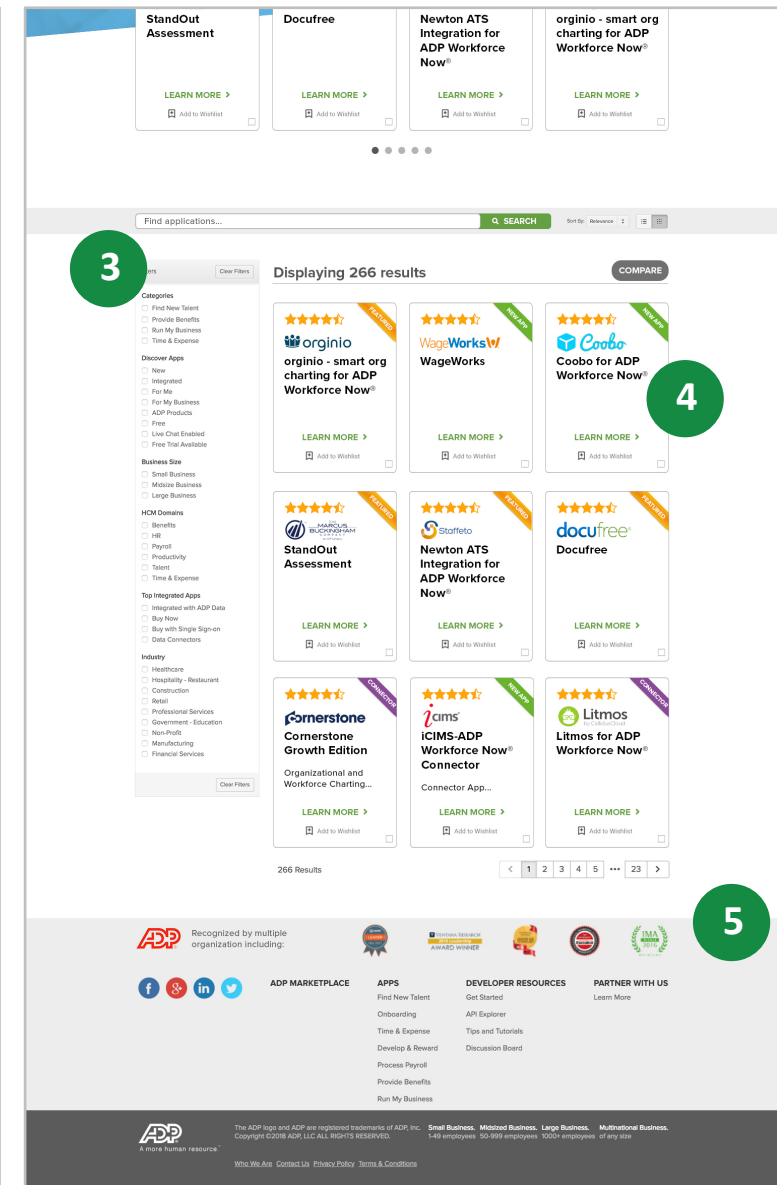 StandOut
Assessment
LEARN MORE >
Add to Wishlist
Docufree
LEARN MORE >
Add to Wishlist
Newton ATS
Integration for
ADP Workforce
Now®
LEARN MORE >
Add to Wishlist
orginio - smart org
charting for ADP
Workforce Now®
LEARN MORE >
Add to Wishlist
Find applications...
SEARCH
Sort By: Relevance
3
Clear Filters
Categories
Find New Talent
Provide Benefits
Run My Business
Time & Expense
Discover Apps
New
Integrated
For Me
For My Business
ADP Products
Free
Live Chat Enabled
Free Trial Available
Business Size
Small Business
Midsize Business
Large Business
HCM Domains
Benefits
HR
Payroll
Productivity
Talent
Time & Expense
Top Integrated Apps
Integrated with ADP Data
Buy Now
Buy with Single Sign-on
Data Connectors
Industry
Healthcare
Hospitality - Restaurant
Construction
Retail
Professional Services
Government - Education
Non-Profit
Manufacturing
Financial Services
Clear Filters
Displaying 266 results
COMPARE
FEATURED
orginio
orginio - smart org
charting for ADP
Workforce Now®
LEARN MORE >
Add to Wishlist
NEW APP
WageWorks
WageWorks
LEARN MORE >
Add to Wishlist
NEW APP
Coobo
Coobo for ADP
Workforce Now®
LEARN MORE >
Add to Wishlist
4
FEATURED
THE
MARCUS
BUCKINGHAM
COMPANY
StandOut
Assessment
LEARN MORE >
Add to Wishlist
FEATURED
Staffeto
Newton ATS
Integration for
ADP Workforce
Now®
LEARN MORE >
Add to Wishlist
FEATURED
docufree®
Docufree
LEARN MORE >
Add to Wishlist
CONNECTOR
Cornerstone
Cornerstone
Growth Edition
Organizational and
Workforce Charting...
LEARN MORE >
Add to Wishlist
NEW APP
icims
iCIMS-ADP
Workforce Now®
Connector
Connector App...
LEARN MORE >
Add to Wishlist
CONNECTOR
Litmos
by CallidusCloud
Litmos for ADP
Workforce Now®
LEARN MORE >
Add to Wishlist
266 Results
< 1 2 3 4 5 ••• 23 >
5
ADP
Recognized by multiple
organization including:
VENTANA RESEARCH
AWARD WINNER
IMA
2016
ADP MARKETPLACE
APPS
Find New Talent
Onboarding
Time & Expense
Develop & Reward
Process Payroll
Provide Benefits
Run My Business
DEVELOPER RESOURCES
Get Started
API Explorer
Tips and Tutorials
Discussion Board
PARTNER WITH US
Learn More
ADP
A more human resource.™
The ADP logo and ADP are registered trademarks of ADP, Inc.
Copyright ©2018 ADP, LLC ALL RIGHTS RESERVED.
Small Business. Midsized Business. Large Business. Multinational Business.
1-49 employees 50-999 employees 1000+ employees of any size
Who We Are Contact Us Privacy Policy Terms & Conditions